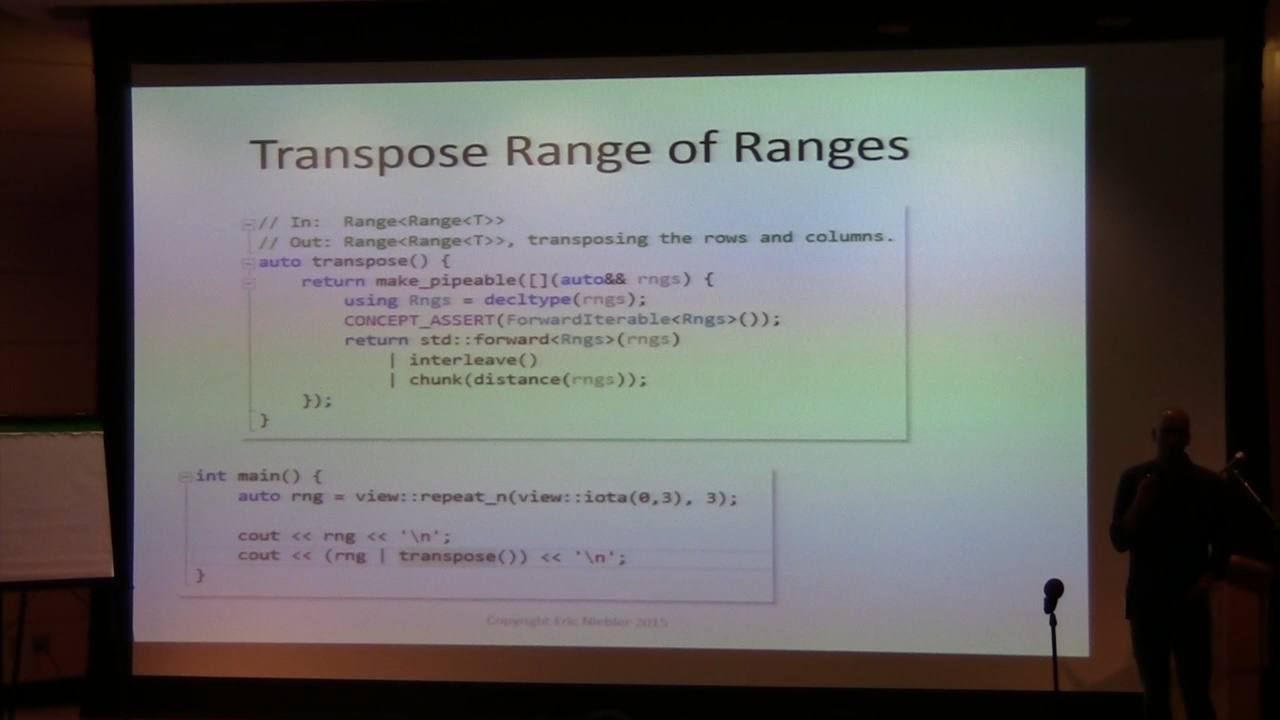 Transpose Range of Ranges
// In:  Range<Range<T>>
// Out: Range<Range<T>>, transposing the rows and columns.
auto transpose() {
    return make_pipeable([](auto&& rngs) {
        using Rngs = decltype(rngs);
        CONCEPT_ASSERT(ForwardIterable<Rngs>());
        return std::forward<Rngs>(rngs)
            | interleave()
            | chunk(distance(rngs));
    });
}
int main() {
    auto rng = view::repeat_n(view::iota(0,3), 3);
    cout << rng << '\n';
    cout << (rng | transpose()) << '\n';
}
Copyright Eric Niebler 2015